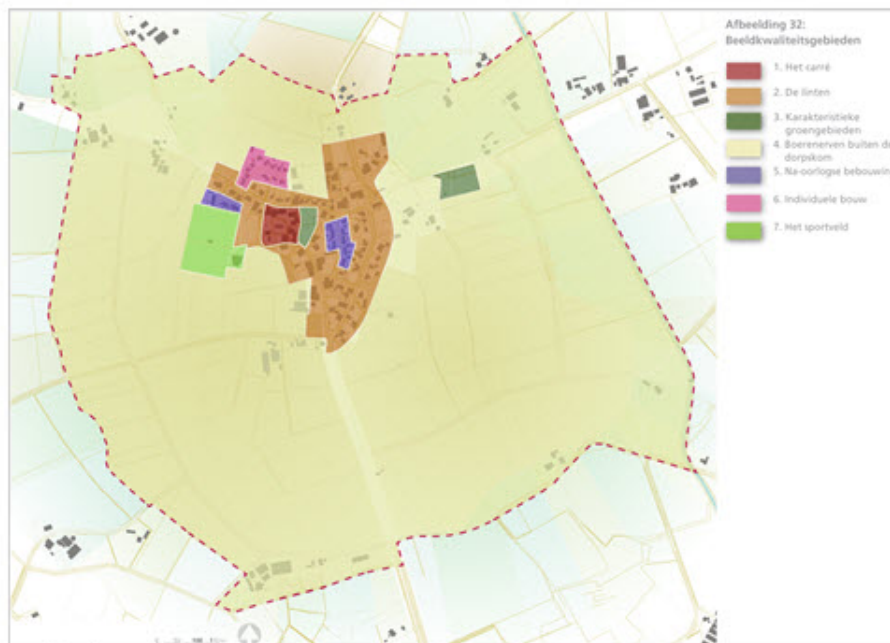 Afbeelding 32:
Beeldkwaliteitsgebieden
1. Het carré
2. De linten
3. Karakteristieke
groengebieden
4. Boerenerven buiten de
dorpskom
5. Na-oorlogse bebouwin
6. Individuele bouw
7. Het sportveld